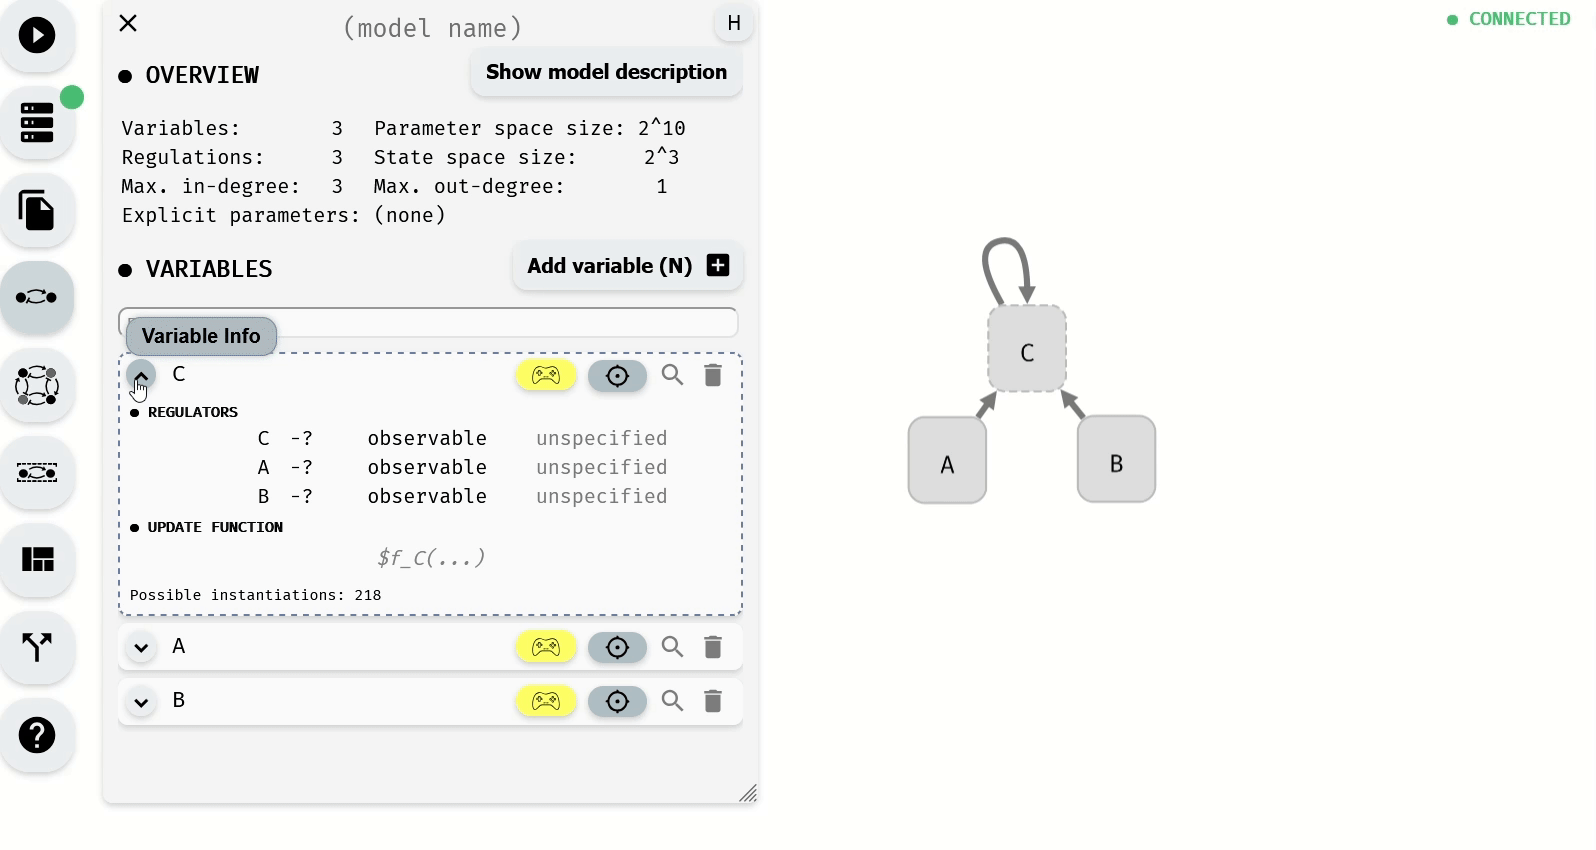 (model name)
H
CONNECTED
OVERVIEW
Show model description
Variables: 3 Parameter space size: 2^10
Regulations: 3 State space size: 2^3
Max. in-degree: 3 Max. out-degree: 1
Explicit parameters: (none)
VARIABLES
Add variable (N)
Variable Info
C
REGULATORS
C -? observable unspecified
A -? observable unspecified
B -? observable unspecified
UPDATE FUNCTION
$f_C(...)
Possible instantiations: 218
A
B
C
A
B